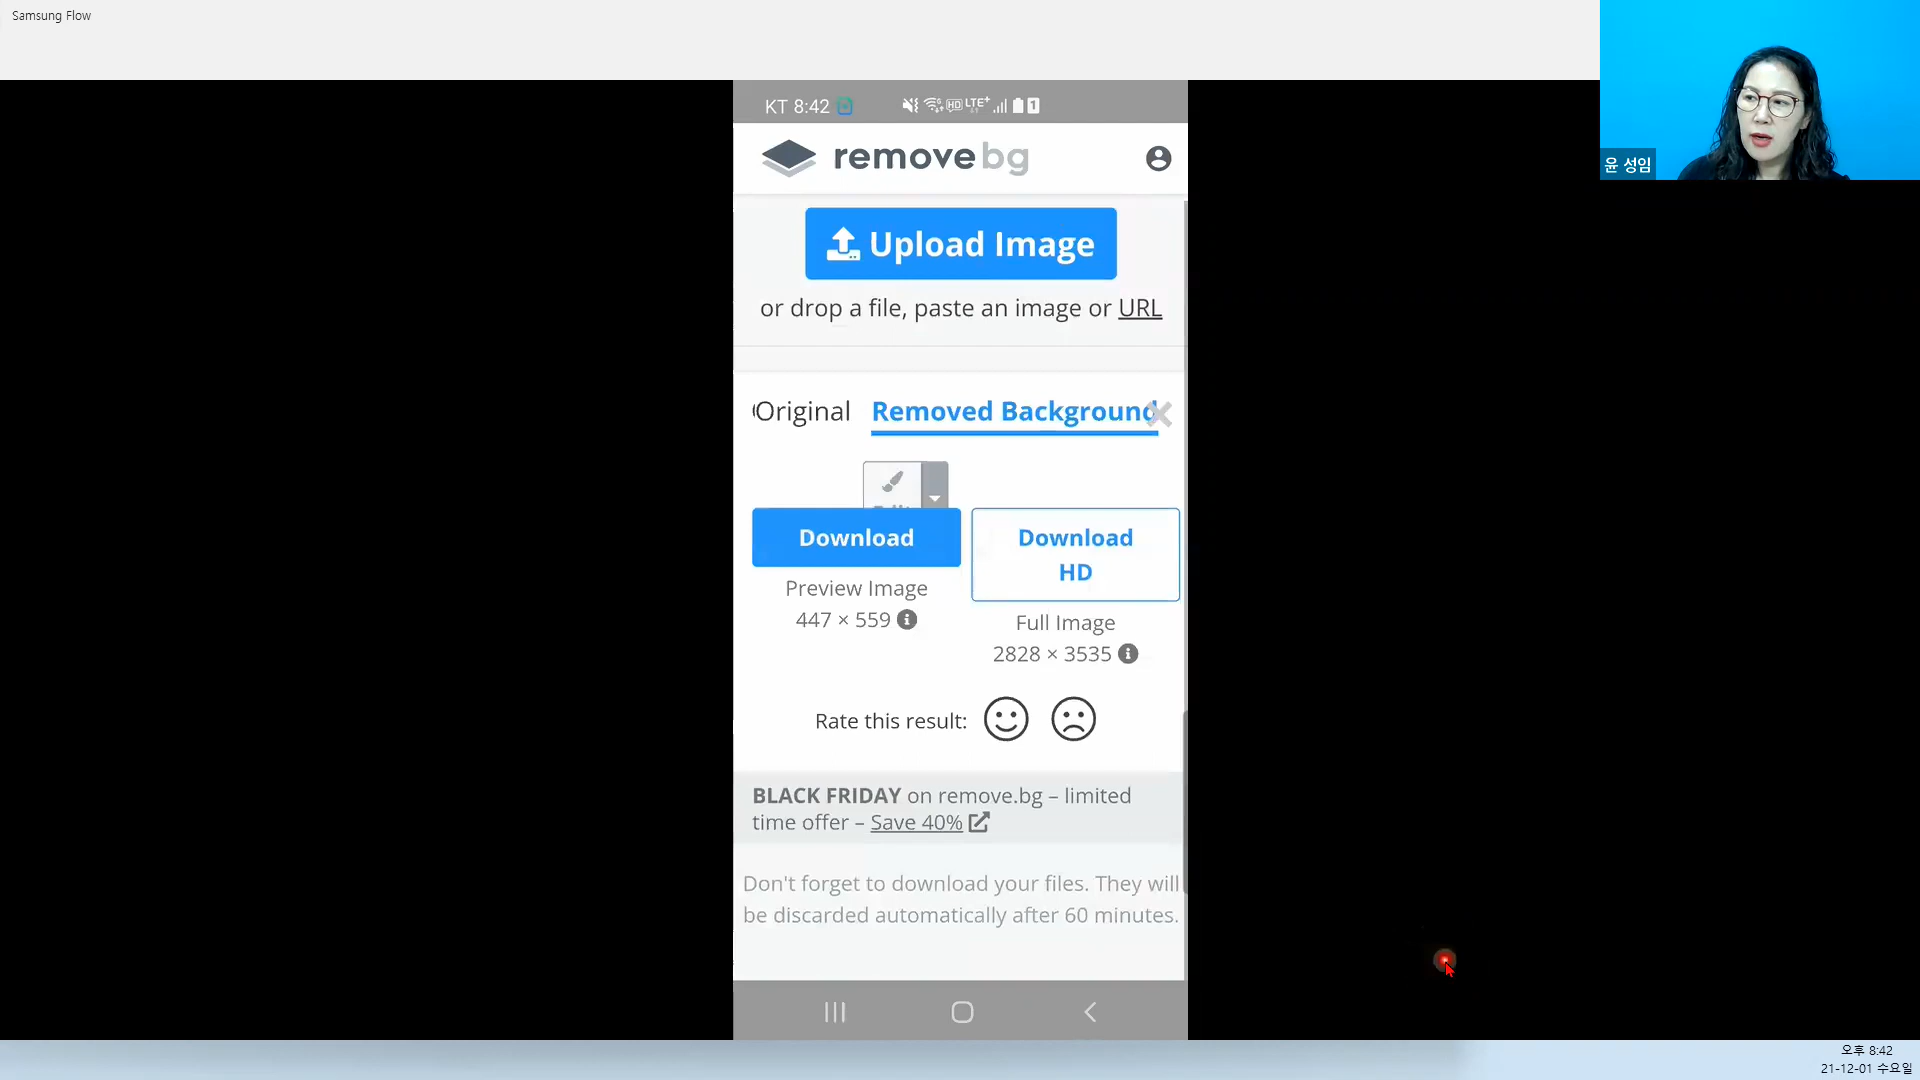 Samsung Flow
윤 성임
KT 8:42
HD LTE+ 1
remove bg
Upload Image
or drop a file, paste an image or URL
Original Removed Background
Download
Download
HD
Preview Image
447 × 559
Full Image
2828 × 3535
Rate this result:
BLACK FRIDAY on remove.bg – limited
time offer – Save 40%
Don't forget to download your files. They will
be discarded automatically after 60 minutes.
오후 8:42
21-12-01 수요일